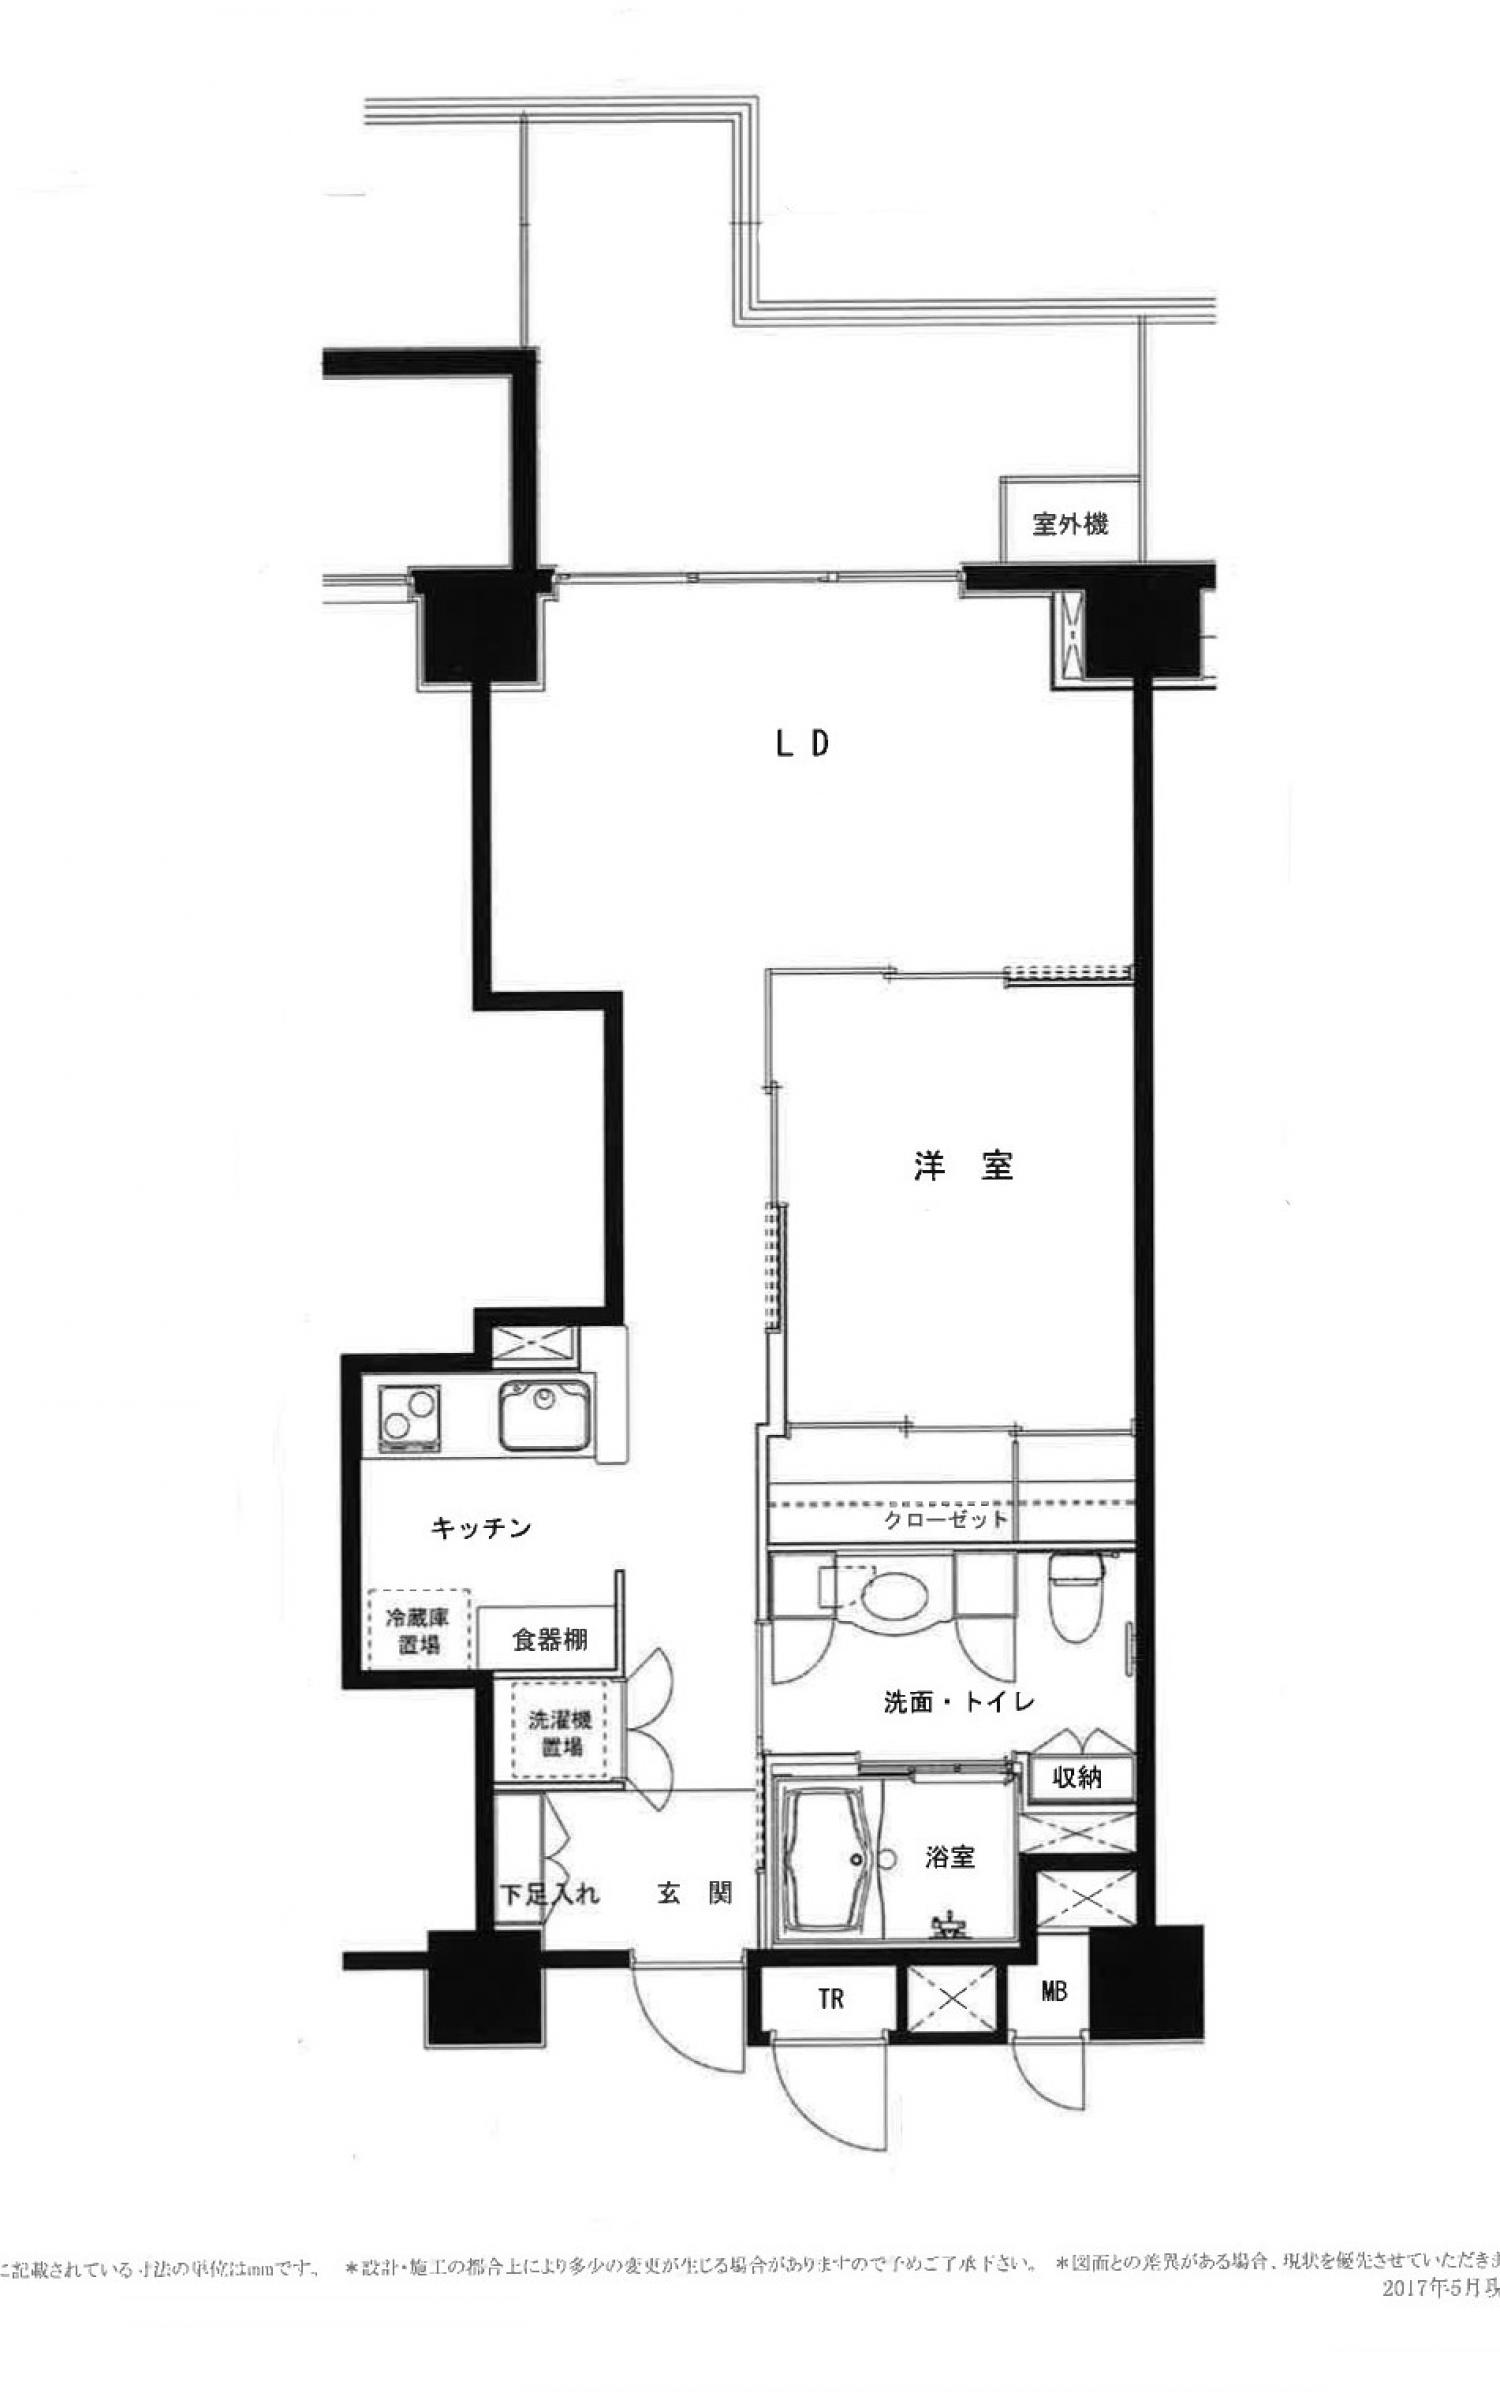 室外機
LD
洋 室
クローゼット
キッチン
冷蔵庫
置場
食器棚
洗面・トイレ
洗濯機
置場
収納
浴室
下足入れ
玄 関
TR
MB
に記載されている寸法の単位はmmです。 *設計・施工の都合上により多少の変更が生じる場合がありますので予めご了承下さい。 *図面との差異がある場合、現状を優先させていただきま
2017年5月現